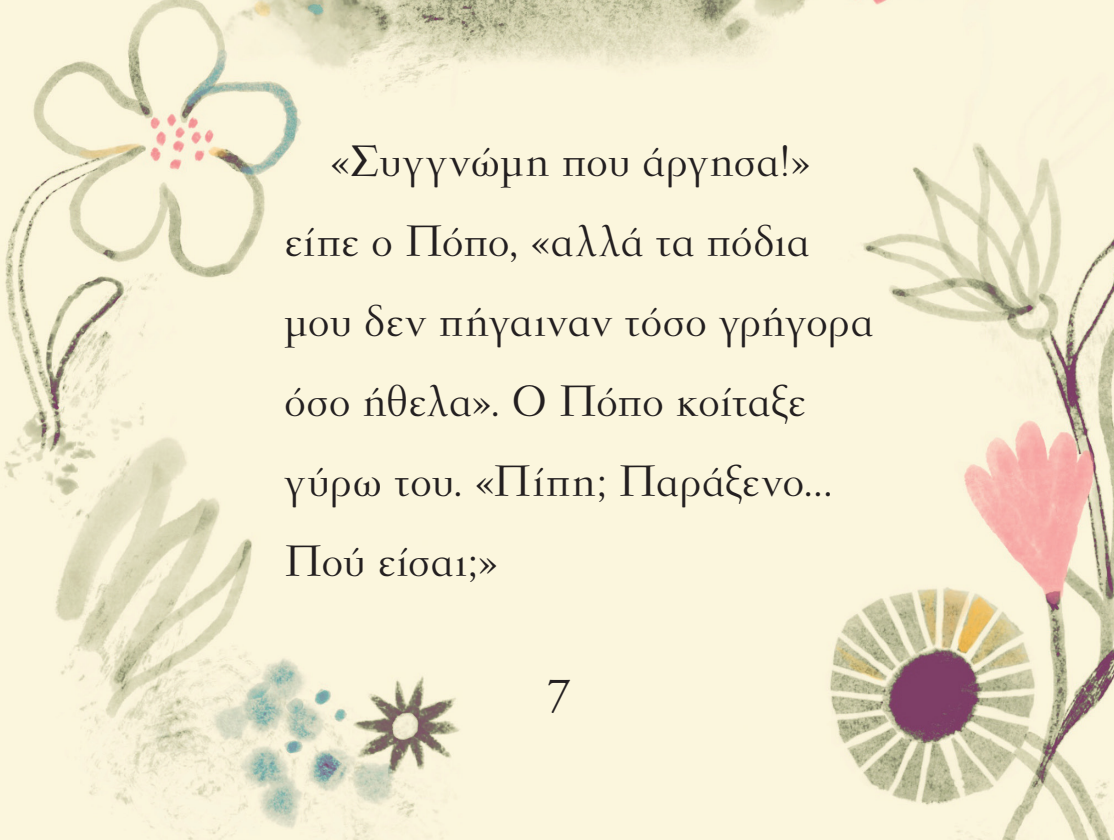 «Συγγνώμη που άργησα!»
είπε ο Πόπο, «αλλά τα πόδια
μου δεν πήγαιναν τόσο γρήγορα
όσο ήθελα». Ο Πόπο κοίταξε
γύρω του. «Πίπη; Παράξενο...
Πού είσαι;»
7